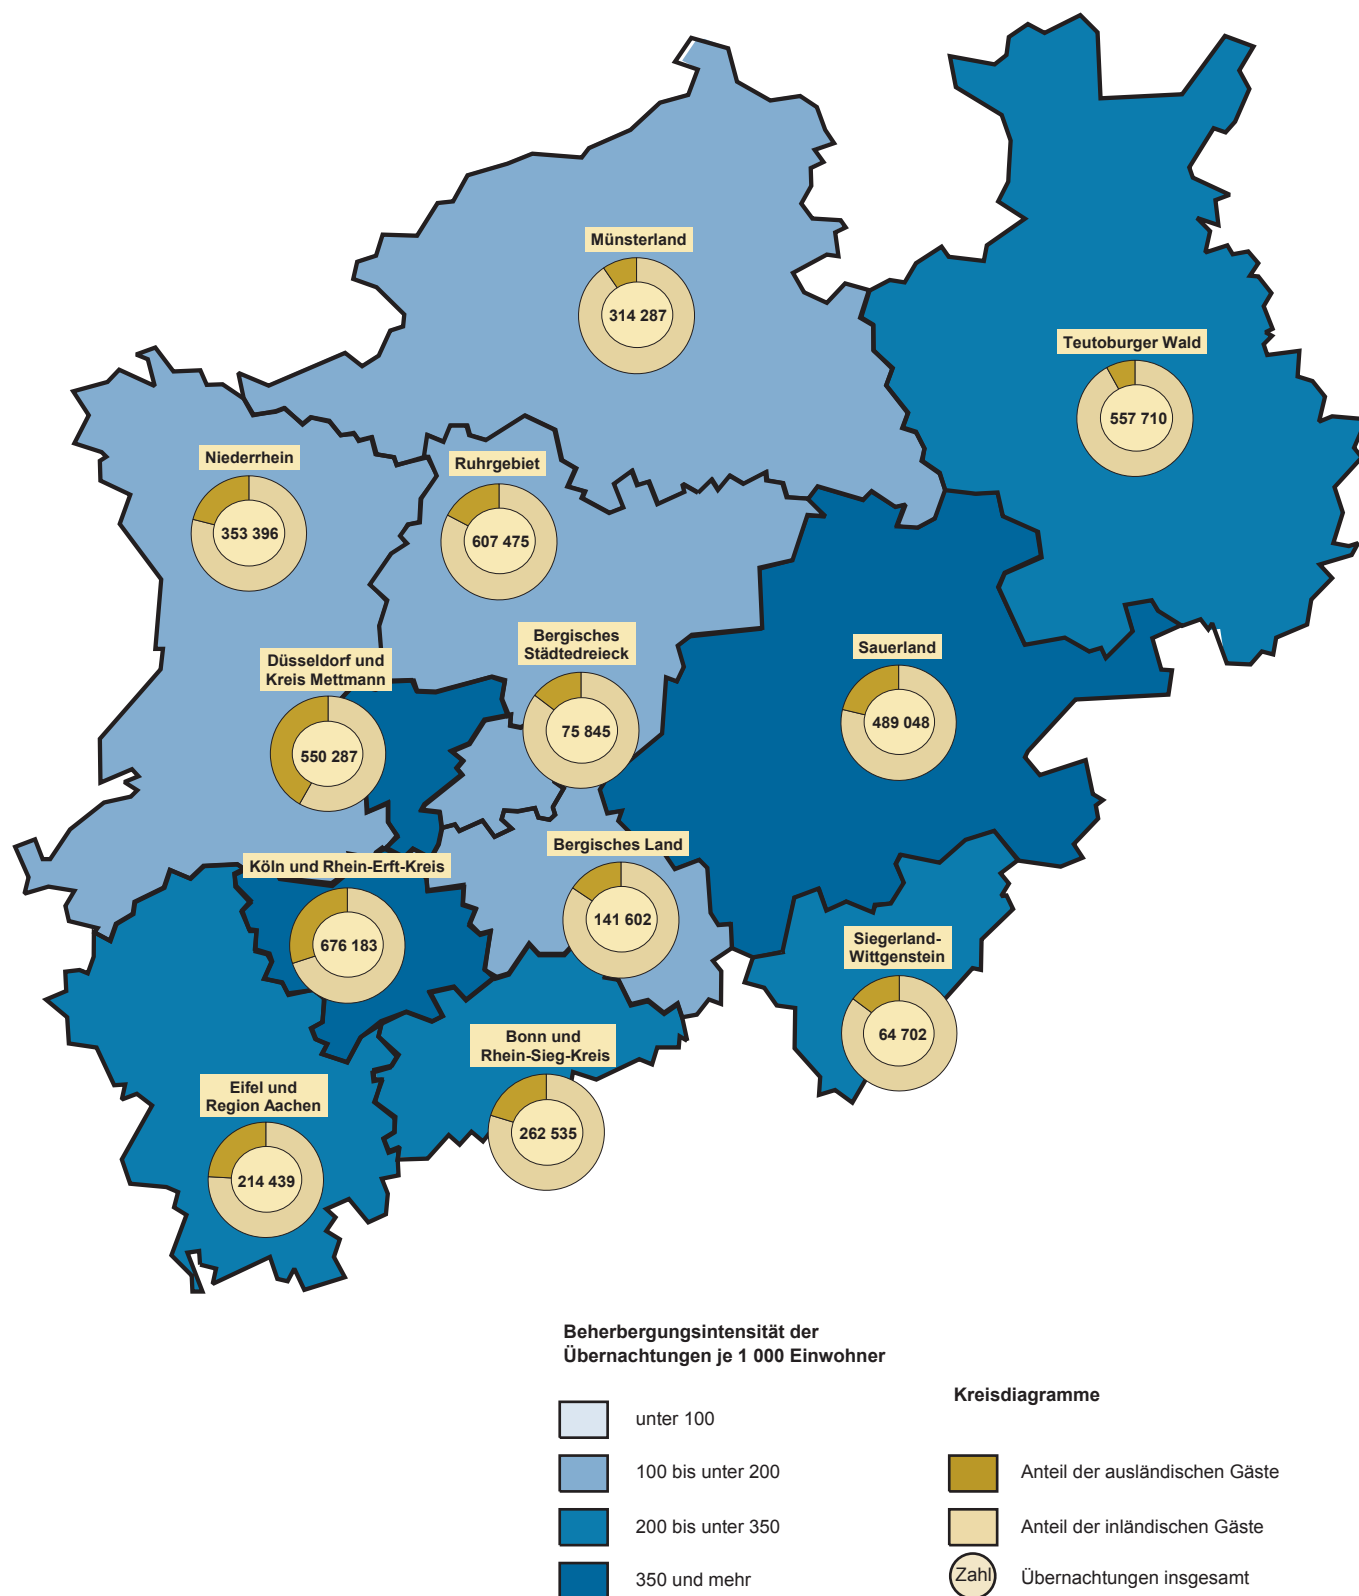 Münsterland
314 287
Teutoburger Wald
557 710
Niederrhein
353 396
Ruhrgebiet
607 475
Bergisches
Städtedreieck
75 845
Sauerland
489 048
Düsseldorf und
Kreis Mettmann
550 287
Bergisches Land
141 602
Köln und Rhein-Erft-Kreis
676 183
Siegerland-
Wittgenstein
64 702
Bonn und
Rhein-Sieg-Kreis
262 535
Eifel und
Region Aachen
214 439
Beherbergungsintensität der
Übernachtungen je 1 000 Einwohner
unter 100
100 bis unter 200
200 bis unter 350
350 und mehr
Kreisdiagramme
Anteil der ausländischen Gäste
Anteil der inländischen Gäste
Zahl Übernachtungen insgesamt